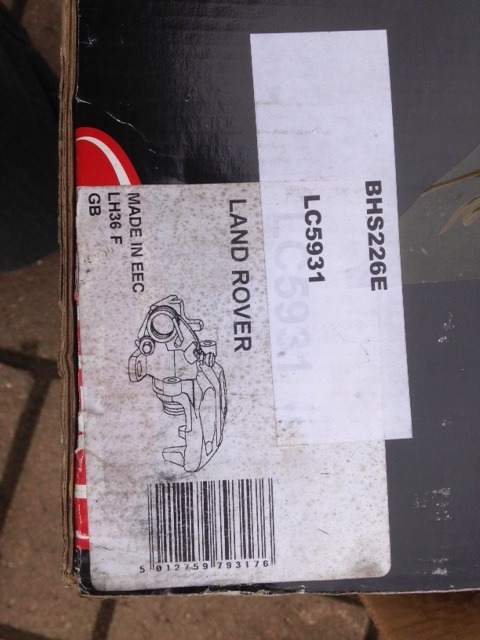 BHS226E
LC5931
LC5931
LAND ROVER
MADE IN EEC
LH36 F
GB
5 012759 793176